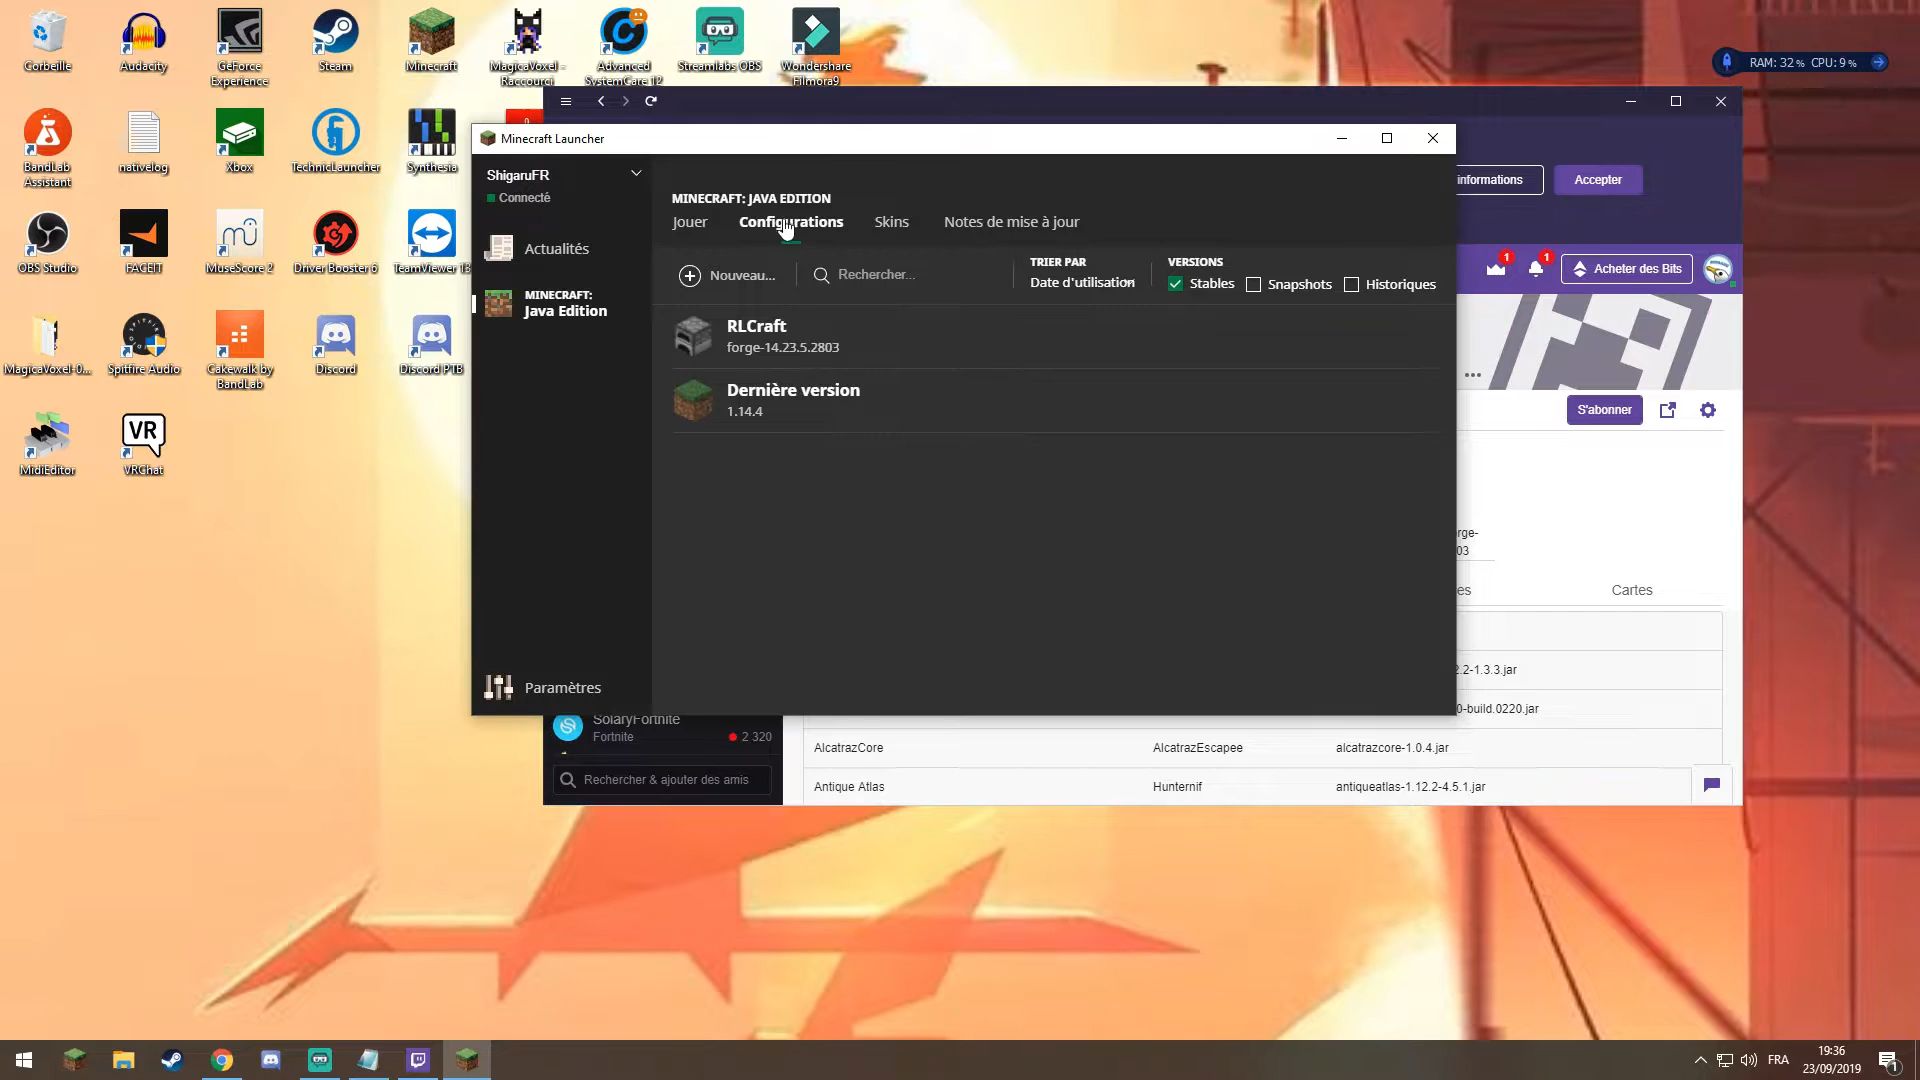 Corbeille
Audacity
GeForce
Experience
Steam
Minecraft
MagicaVoxel -
Raccourci
Advanced
SystemCare 12
Streamlabs OBS
Wondershare
Filmora9
RAM: 32 % CPU: 9 %
BandLab
Assistant
nativelog
Xbox
TechnicLauncher
Synthesia
OBS Studio
FACEIT
MuseScore 2
Driver Booster 6
TeamViewer 13
MagicaVoxel-0...
Spitfire Audio
Cakewalk by
BandLab
Discord
Discord PTB
MidiEditor
VR
VRChat
Minecraft Launcher
ShigaruFR
Connecté
Actualités
MINECRAFT:
Java Edition
Paramètres
MINECRAFT: JAVA EDITION
Jouer
Configurations
Skins
Notes de mise à jour
Nouveau...
Rechercher...
TRIER PAR
Date d'utilisation
VERSIONS
Stables
Snapshots
Historiques
RLCraft
forge-14.23.5.2803
Dernière version
1.14.4
informations
Accepter
1
1
Acheter des Bits
S'abonner
rge-
03
es
Cartes
2.2-1.3.3.jar
0-build.0220.jar
SolaryFortnite
Fortnite
2 320
Rechercher & ajouter des amis
AlcatrazCore
AlcatrazEscapee
alcatrazcore-1.0.4.jar
Antique Atlas
Hunternif
antiqueatlas-1.12.2-4.5.1.jar
FRA
19:36
23/09/2019
1